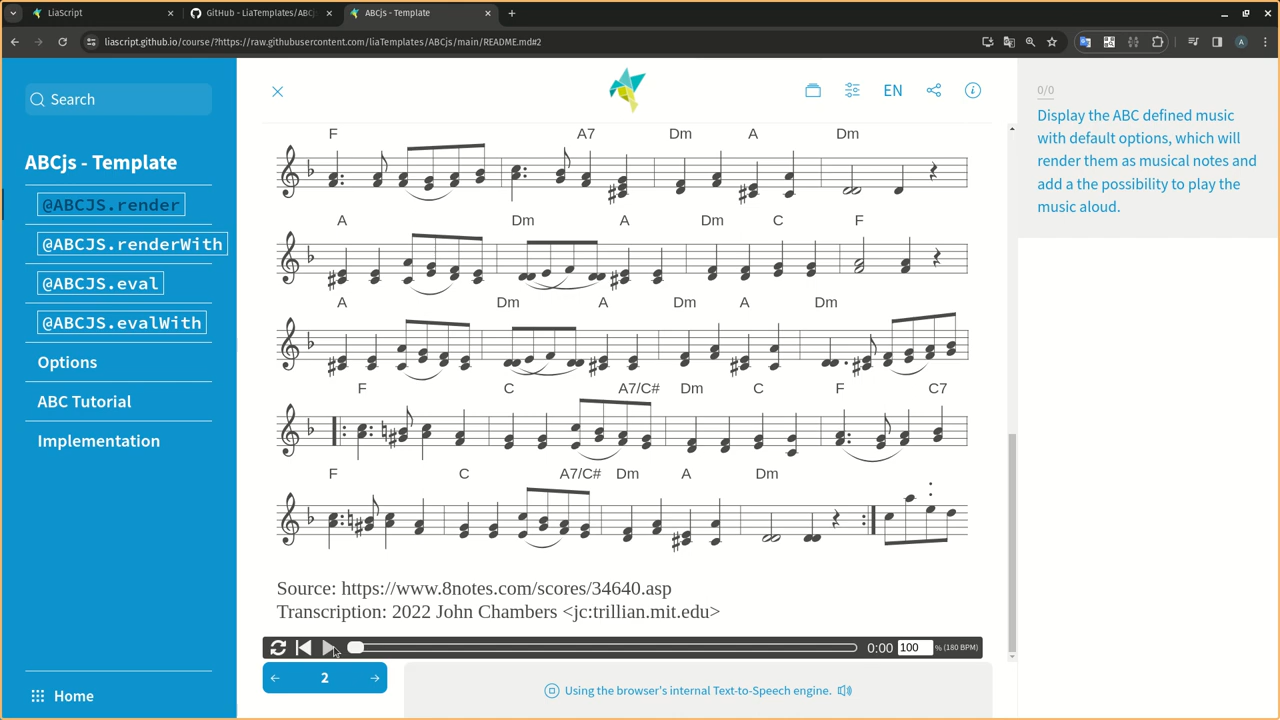 LiaScript
GitHub - LiaTemplates/ABCj
ABCjs - Template
liascript.github.io/course/?https://raw.githubusercontent.com/liaTemplates/ABCjs/main/README.md#2
A
Search
ABCjs - Template
@ABCJS.render
@ABCJS.renderWith
@ABCJS.eval
@ABCJS.evalWith
Options
ABC Tutorial
Implementation
Home
EN
F A7 Dm A Dm
A Dm A Dm C F
A Dm A Dm A Dm
F C A7/C# Dm C F C7
F C A7/C# Dm A Dm
Source: https://www.8notes.com/scores/34640.asp
Transcription: 2022 John Chambers <jc:trillian.mit.edu>
0:00 100 % (180 BPM)
2
Using the browser's internal Text-to-Speech engine.
0/0
Display the ABC defined music
with default options, which will
render them as musical notes and
add a the possibility to play the
music aloud.